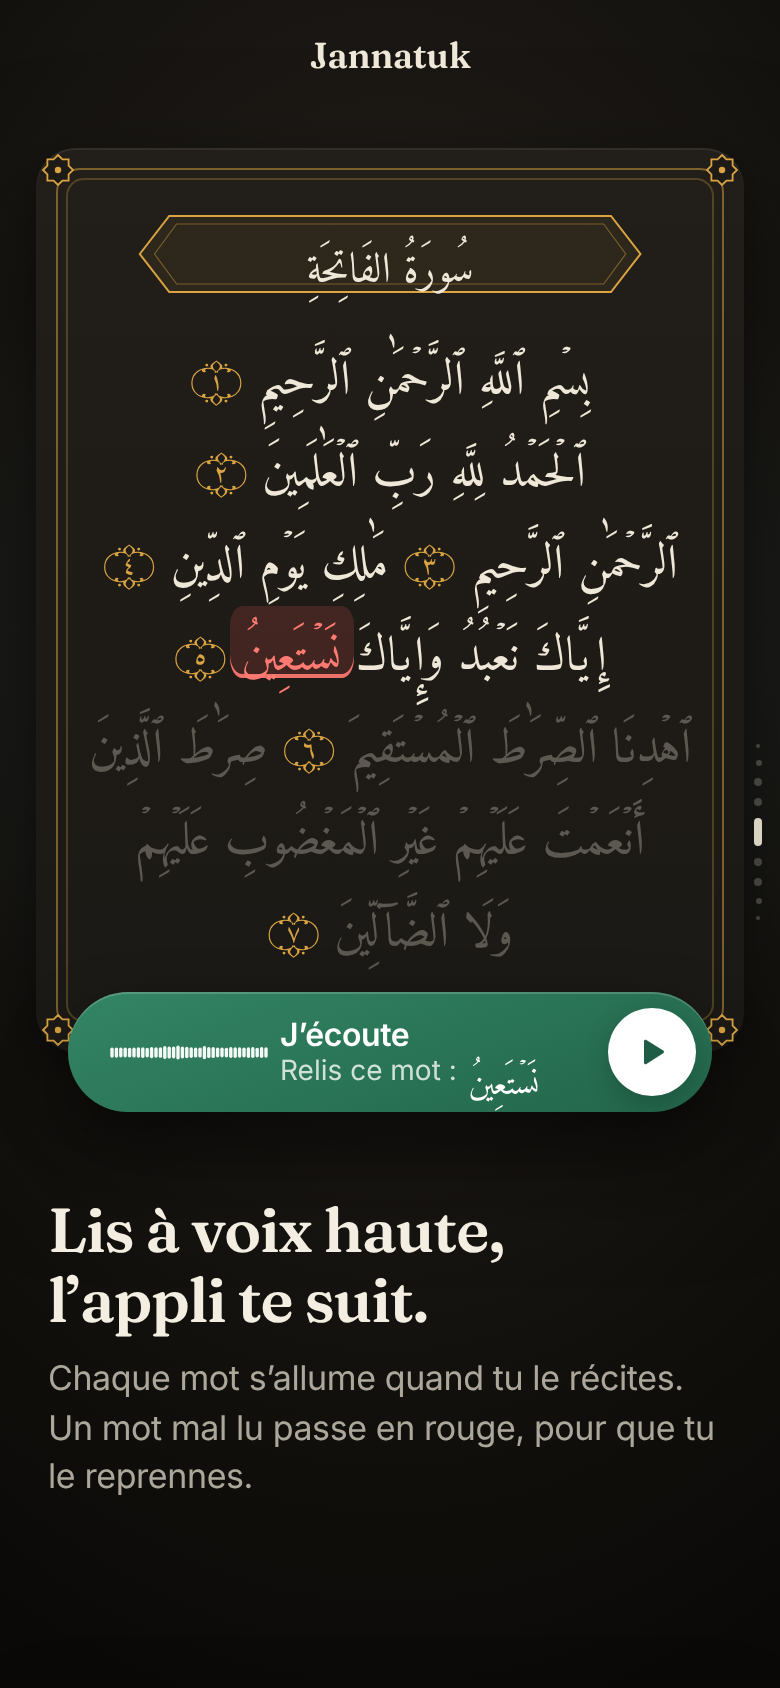 Jannatuk
سُورَةُ الفَاتِحَةِ
بِسۡمِ ٱللَّهِ ٱلرَّحۡمَٰنِ ٱلرَّحِيمِ ١
ٱلۡحَمۡدُ لِلَّهِ رَبِّ ٱلۡعَٰلَمِينَ ٢
ٱلرَّحۡمَٰنِ ٱلرَّحِيمِ ٣ مَٰلِكِ يَوۡمِ ٱلدِّينِ ٤
إِيَّاكَ نَعۡبُدُ وَإِيَّاكَ نَسۡتَعِينُ ٥
ٱهۡدِنَا ٱلصِّرَٰطَ ٱلۡمُسۡتَقِيمَ ٦ صِرَٰطَ ٱلَّذِينَ
أَنۡعَمۡتَ عَلَيۡهِمۡ غَيۡرِ ٱلۡمَغۡضُوبِ عَلَيۡهِمۡ
وَلَا ٱلضَّآلِّينَ ٧
J’écoute
Relis ce mot : نَسۡتَعِينُ
Lis à voix haute,
l’appli te suit.
Chaque mot s’allume quand tu le récites.
Un mot mal lu passe en rouge, pour que tu
le reprennes.